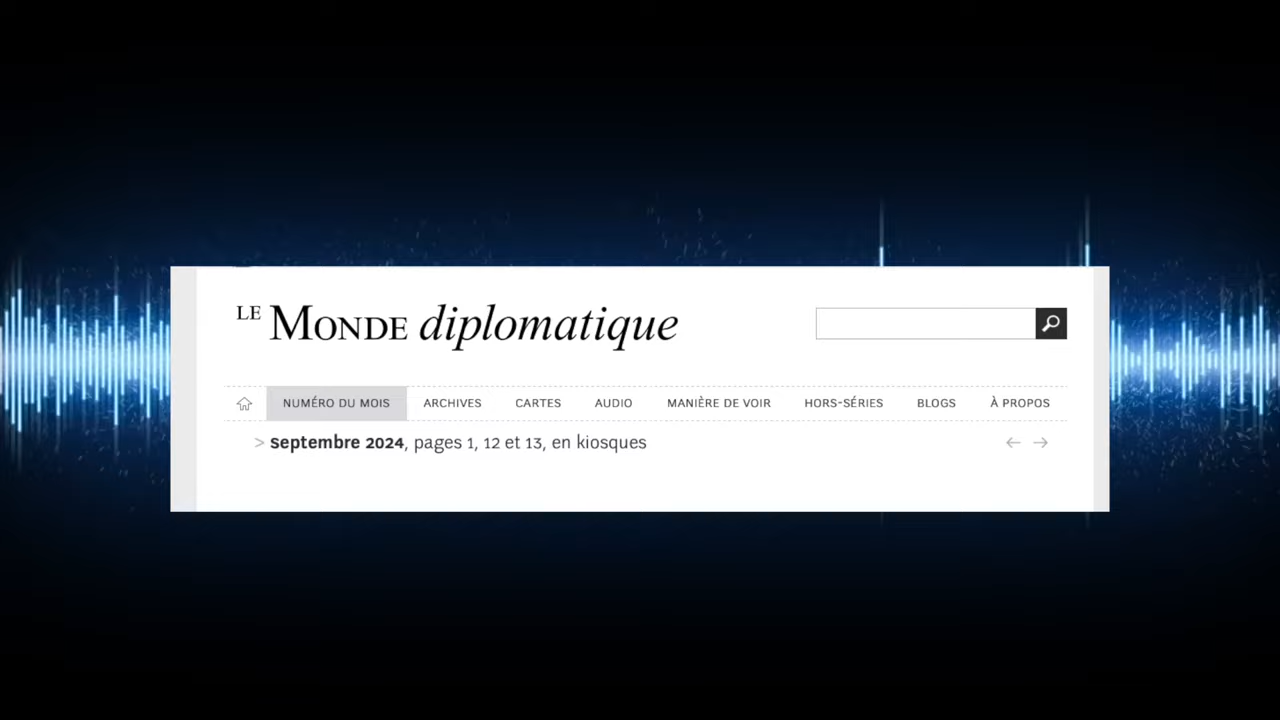 LE MONDE diplomatique
NUMÉRO DU MOIS ARCHIVES CARTES AUDIO MANIÈRE DE VOIR HORS-SÉRIES BLOGS À PROPOS
> Septembre 2024, pages 1, 12 et 13, en kiosques ← →